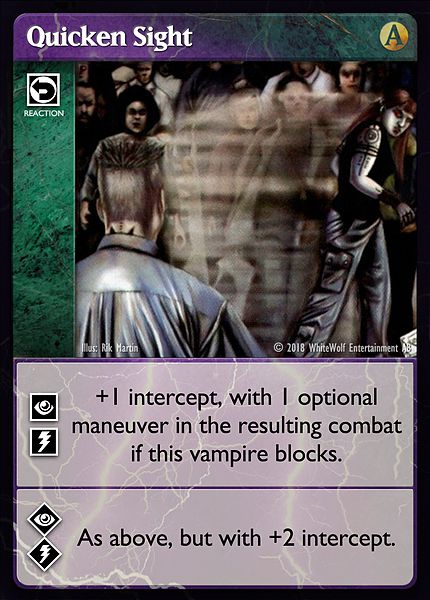 Quicken Sight
A
REACTION
Illus: Rik Martin
© 2018 WhiteWolf Entertainment AB
+1 intercept, with 1 optional
maneuver in the resulting combat
if this vampire blocks.
As above, but with +2 intercept.